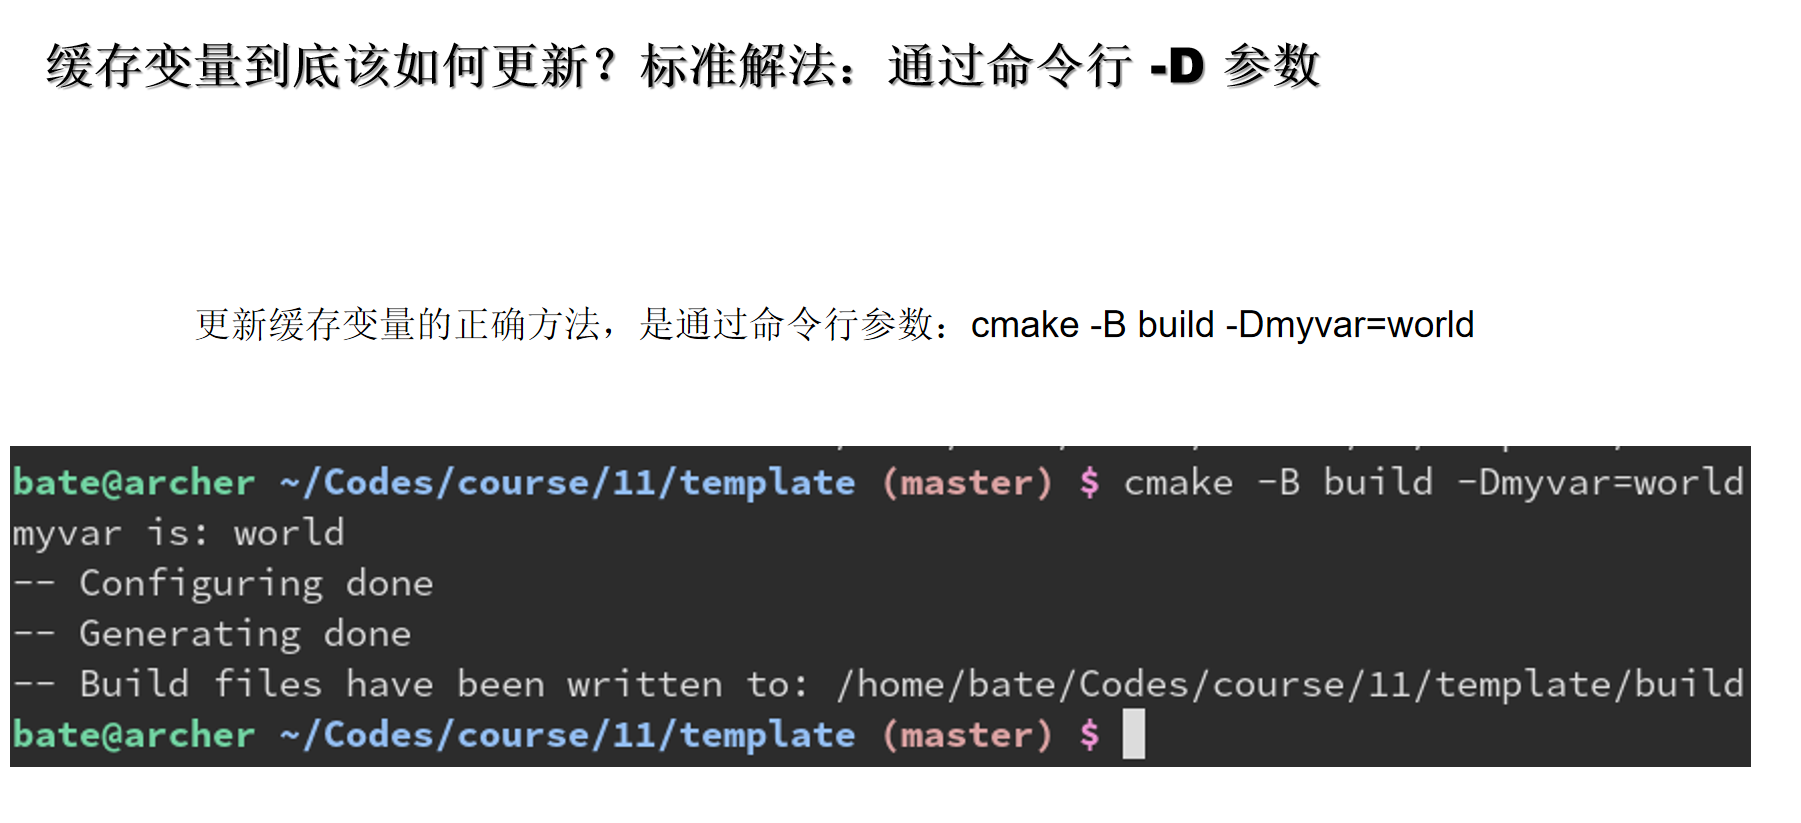 缓存变量到底该如何更新？标准解法：通过命令行 -D 参数
更新缓存变量的正确方法，是通过命令行参数：cmake -B build -Dmyvar=world
bate@archer ~/Codes/course/11/template (master) $ cmake -B build -Dmyvar=world
myvar is: world
-- Configuring done
-- Generating done
-- Build files have been written to: /home/bate/Codes/course/11/template/build
bate@archer ~/Codes/course/11/template (master) $